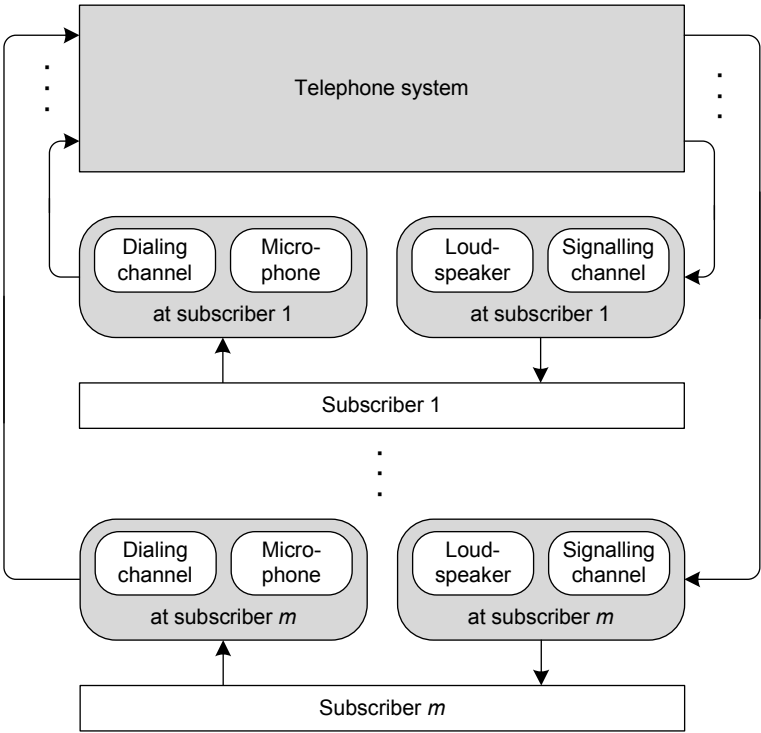 Telephone system
Dialing
channel
Micro-
phone
at subscriber 1
Loud-
speaker
Signalling
channel
at subscriber 1
Subscriber 1
Dialing
channel
Micro-
phone
at subscriber m
Loud-
speaker
Signalling
channel
at subscriber m
Subscriber m